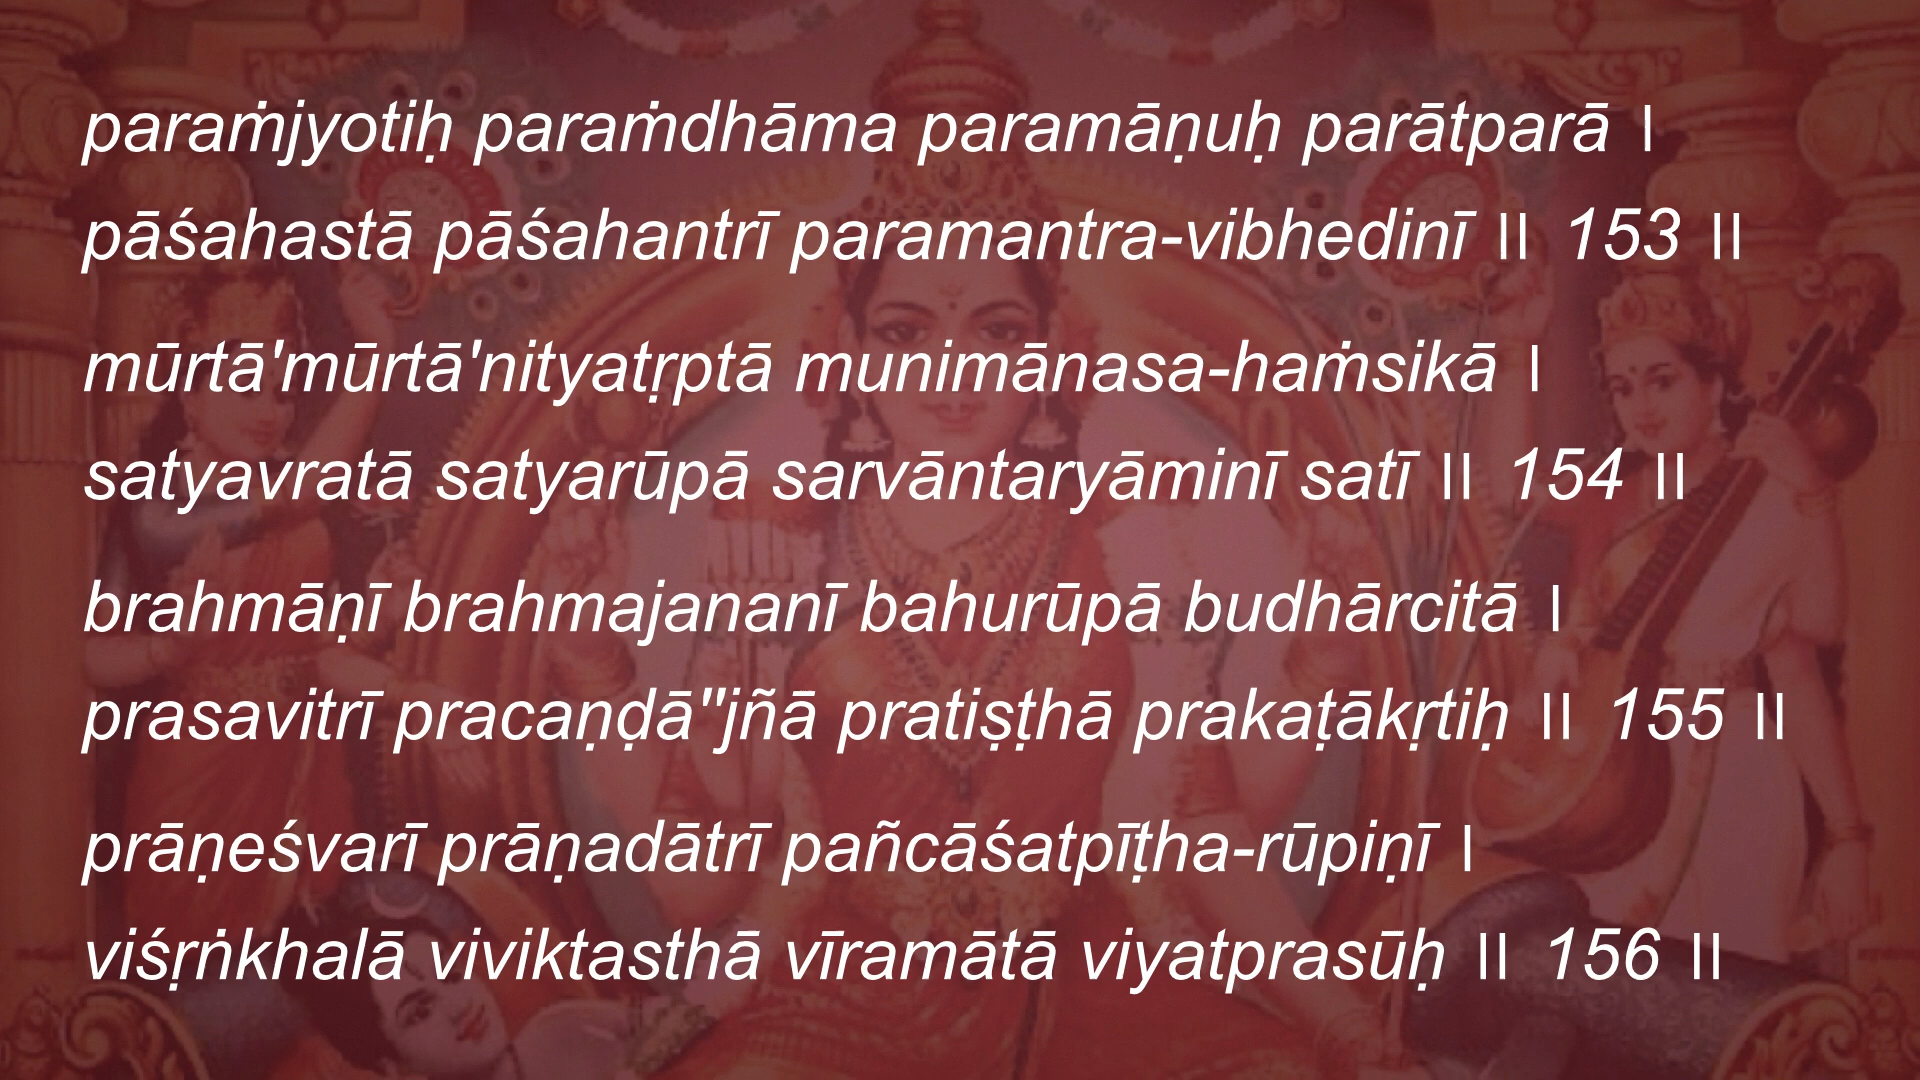 paraṁjyotiḥ paraṁdhāma paramāṇuḥ parātparā ।
pāśahastā pāśahantrī paramantra-vibhedinī ॥ 153 ॥
mūrtā'mūrtā'nityatṛptā munimānasa-haṁsikā ।
satyavratā satyarūpā sarvāntaryāminī satī ॥ 154 ॥
brahmāṇī brahmajananī bahurūpā budhārcitā ।
prasavitrī pracaṇḍā"jñā pratiṣṭhā prakaṭākṛtiḥ ॥ 155 ॥
prāṇeśvarī prāṇadātrī pañcāśatpīṭha-rūpiṇī ।
viśṛṅkhalā viviktasthā vīramātā viyatprasūḥ ॥ 156 ॥